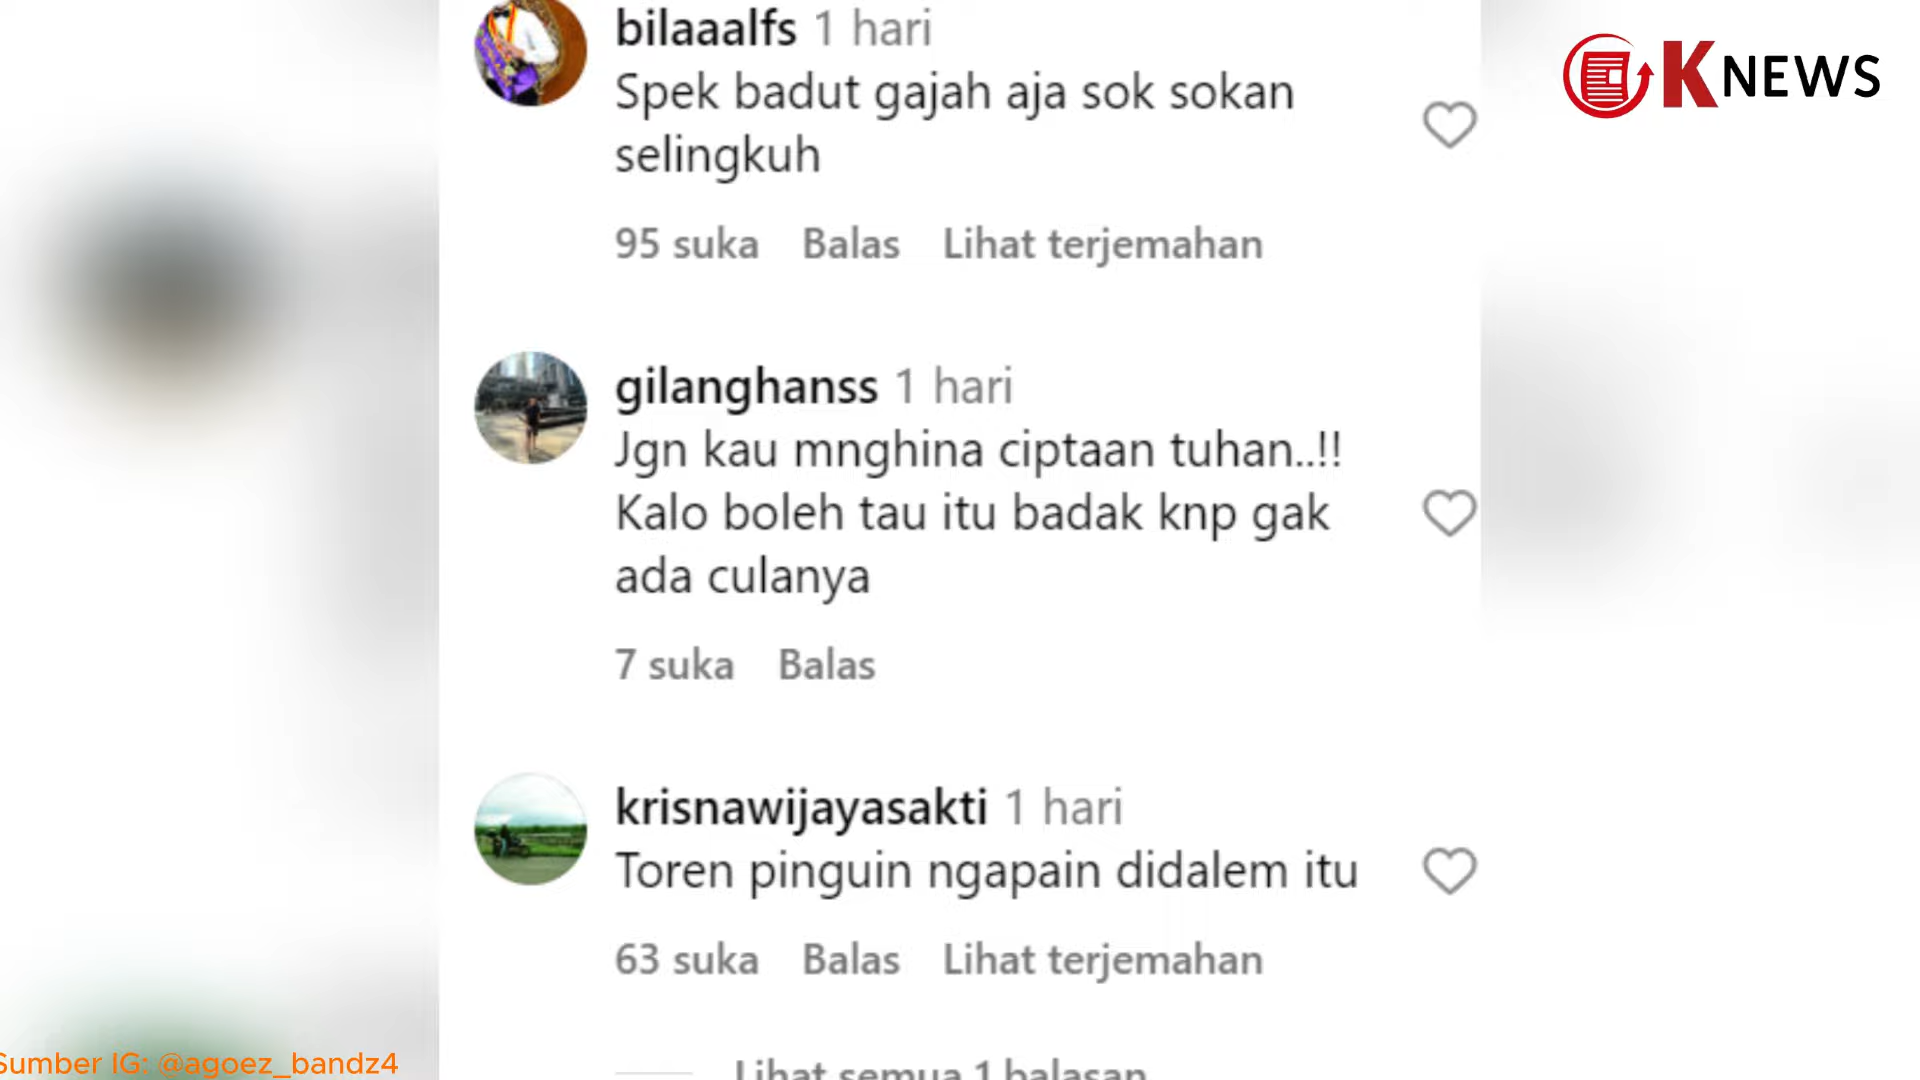 bilaaalfs 1 hari
KNEWS
Spek badut gajah aja sok sokan
selingkuh
95 suka Balas Lihat terjemahan
gilanghanss 1 hari
Jgn kau mnghina ciptaan tuhan..!!
Kalo boleh tau itu badak knp gak
ada culanya
7 suka Balas
krisnawijayasakti 1 hari
Toren pinguin ngapain didalem itu
63 suka Balas Lihat terjemahan
Lihat semua 1 balasan
Sumber IG: @agoez_bandz4